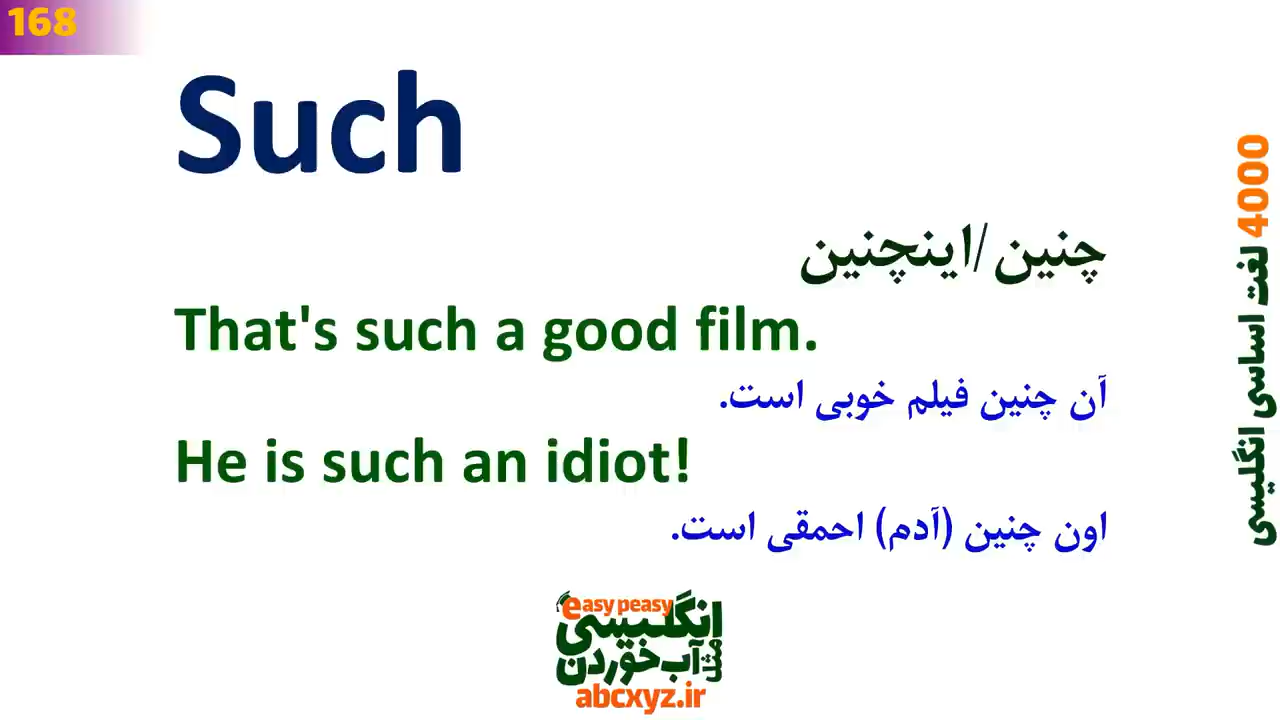 168
Such
چنین/اینچنین
That's such a good film.
آن چنین فیلم خوبی است.
He is such an idiot!
اون چنین (آدم) احمقی است.
4000 لغت اساسی انگلیسی
easy peasy
انگلیسی
مثل آب خوردن
abcxyz.ir